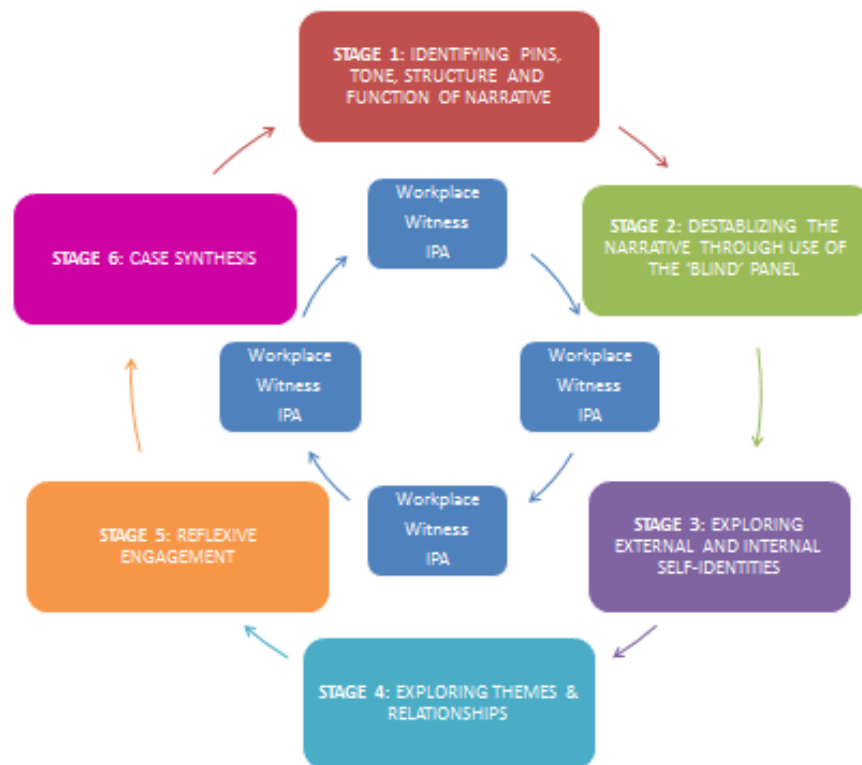 STAGE 1: IDENTIFYING PINS,
TONE, STRUCTURE AND
FUNCTION OF NARRATIVE
STAGE 2: DESTABLIZING THE
NARRATIVE THROUGH USE OF
THE ‘BLIND’ PANEL
STAGE 3: EXPLORING
EXTERNAL AND INTERNAL
SELF-IDENTITIES
STAGE 4: EXPLORING THEMES &
RELATIONSHIPS
STAGE 5: REFLEXIVE
ENGAGEMENT
STAGE 6: CASE SYNTHESIS
Workplace
Witness
IPA
Workplace
Witness
IPA
Workplace
Witness
IPA
Workplace
Witness
IPA